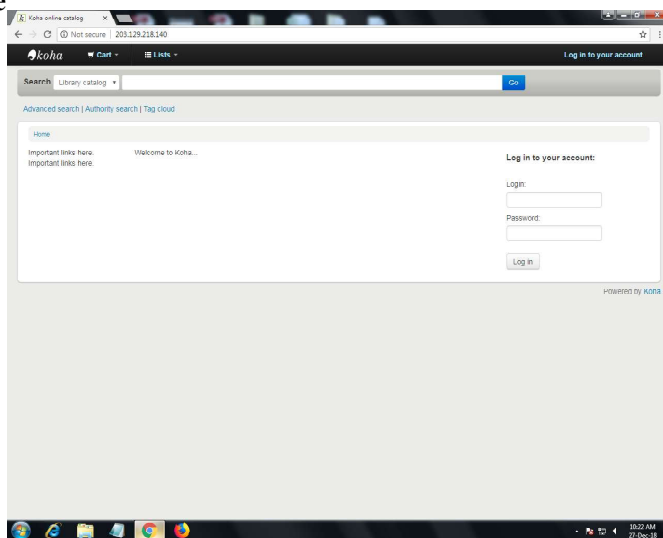 Koha online catalog
Not secure | 203.129.218.140
koha Cart Lists Log in to your account
Search Library catalog Go
Advanced search | Authority search | Tag cloud
Home
Important links here. Welcome to Koha...
Important links here.
Log in to your account:
Login:
Password:
Log in
Powered by Koha
10:22 AM
27-Dec-18